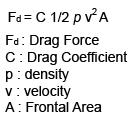 Fd = C 1/2 p v² A
Fd : Drag Force
C : Drag Coefficient
p : density
v : velocity
A : Frontal Area